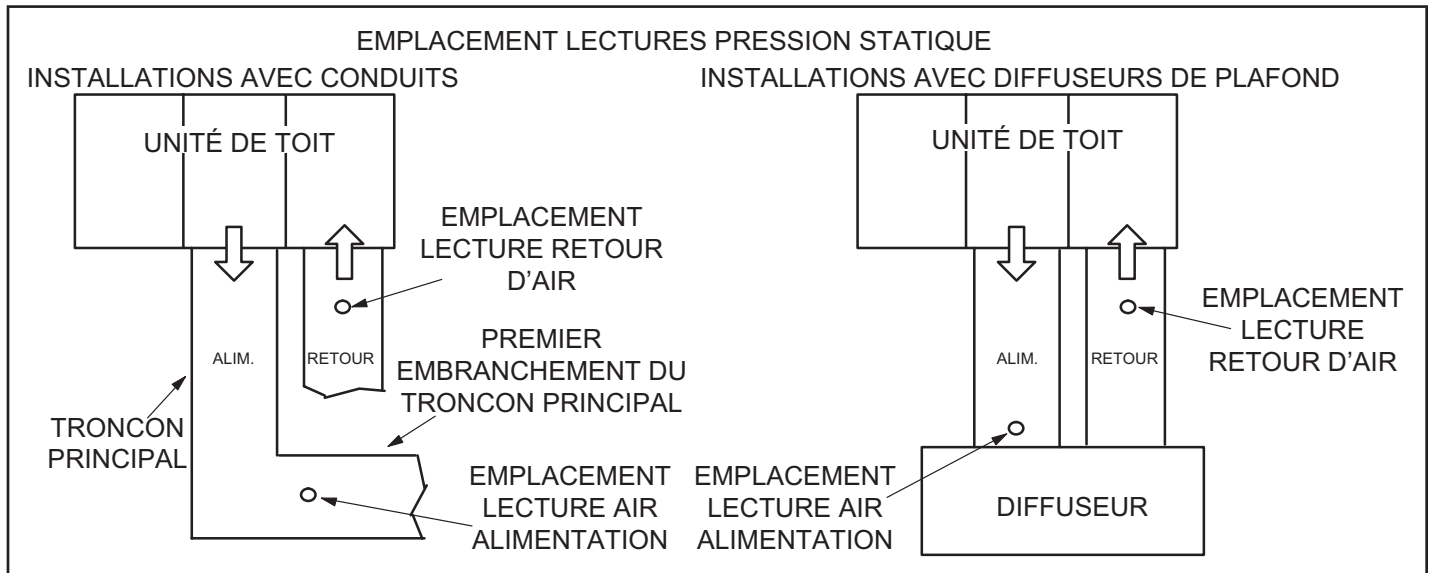 EMPLACEMENT LECTURES PRESSION STATIQUE
INSTALLATIONS AVEC CONDUITS
UNITÉ DE TOIT
EMPLACEMENT
LECTURE RETOUR
D'AIR
ALIM.
RETOUR
PREMIER
EMBRANCHEMENT DU
TRONCON PRINCIPAL
TRONCON
PRINCIPAL
EMPLACEMENT
LECTURE AIR
ALIMENTATION
INSTALLATIONS AVEC DIFFUSEURS DE PLAFOND
UNITÉ DE TOIT
EMPLACEMENT
LECTURE
RETOUR D'AIR
ALIM.
RETOUR
EMPLACEMENT
LECTURE AIR
ALIMENTATION
DIFFUSEUR